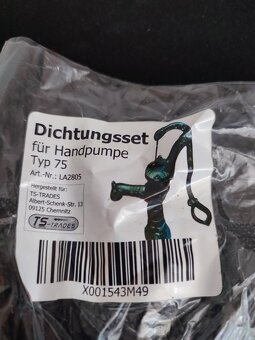 Dichtungsset
für Handpumpe
Typ 75
Art.-Nr.: LA2805
Hergestellt für:
TS-TRADES
Albert-Schenk-Str. 13
09125 Chemnitz
TS-TRADES
X001543M49